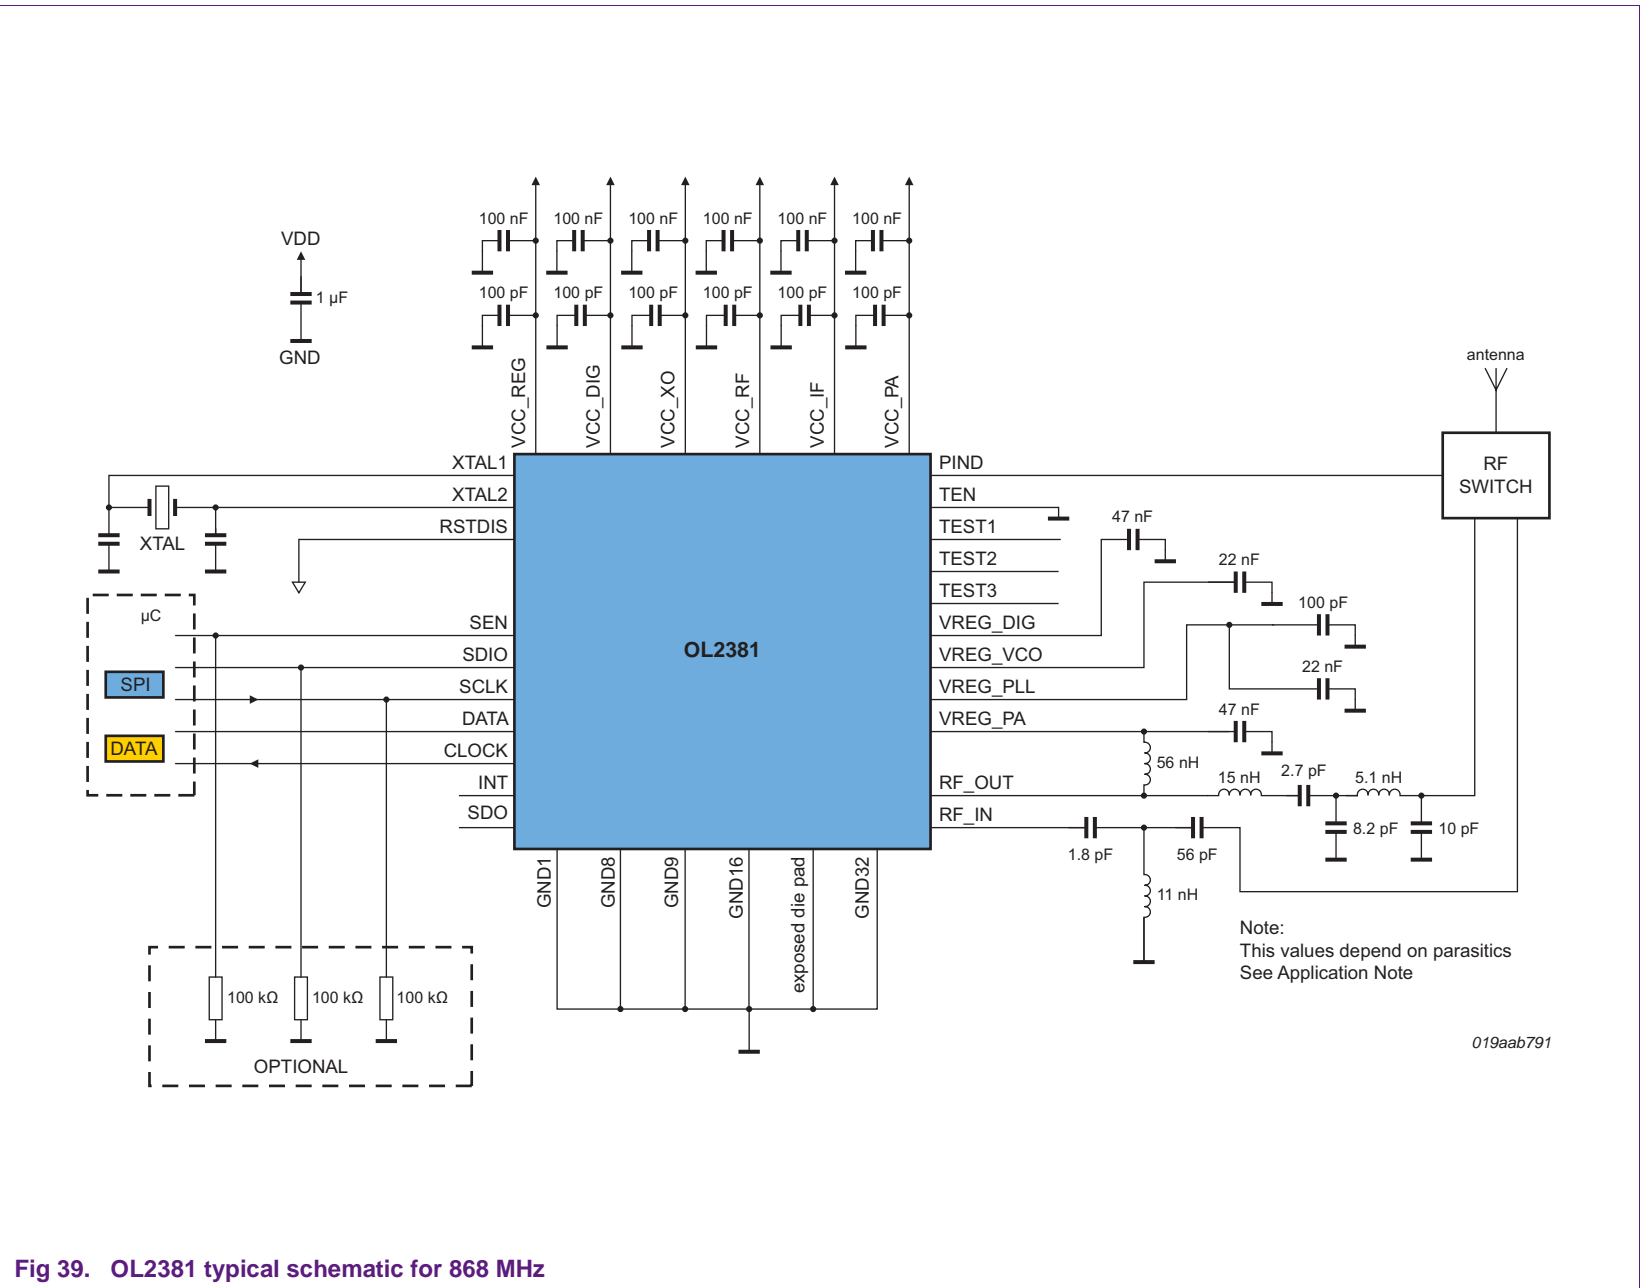 100 nF 100 nF 100 nF 100 nF 100 nF 100 nF
VDD
1 µF
GND
100 pF 100 pF 100 pF 100 pF 100 pF 100 pF
VCC_REG
VCC_DIG
VCC_XO
VCC_RF
VCC_IF
VCC_PA
antenna
RF
SWITCH
XTAL1
XTAL2
RSTDIS
XTAL
µC
SEN
SDIO
SPI
SCLK
DATA
DATA
CLOCK
INT
SDO
OL2381
PIND
TEN
TEST1
TEST2
TEST3
VREG_DIG
VREG_VCO
VREG_PLL
VREG_PA
RF_OUT
RF_IN
47 nF
22 nF
100 pF
22 nF
47 nF
56 nH
15 nH
2.7 pF
5.1 nH
8.2 pF
10 pF
1.8 pF
56 pF
11 nH
GND1
GND8
GND9
GND16
exposed die pad
GND32
Note:
This values depend on parasitics
See Application Note
100 kΩ 100 kΩ 100 kΩ
OPTIONAL
019aab791
Fig 39. OL2381 typical schematic for 868 MHz